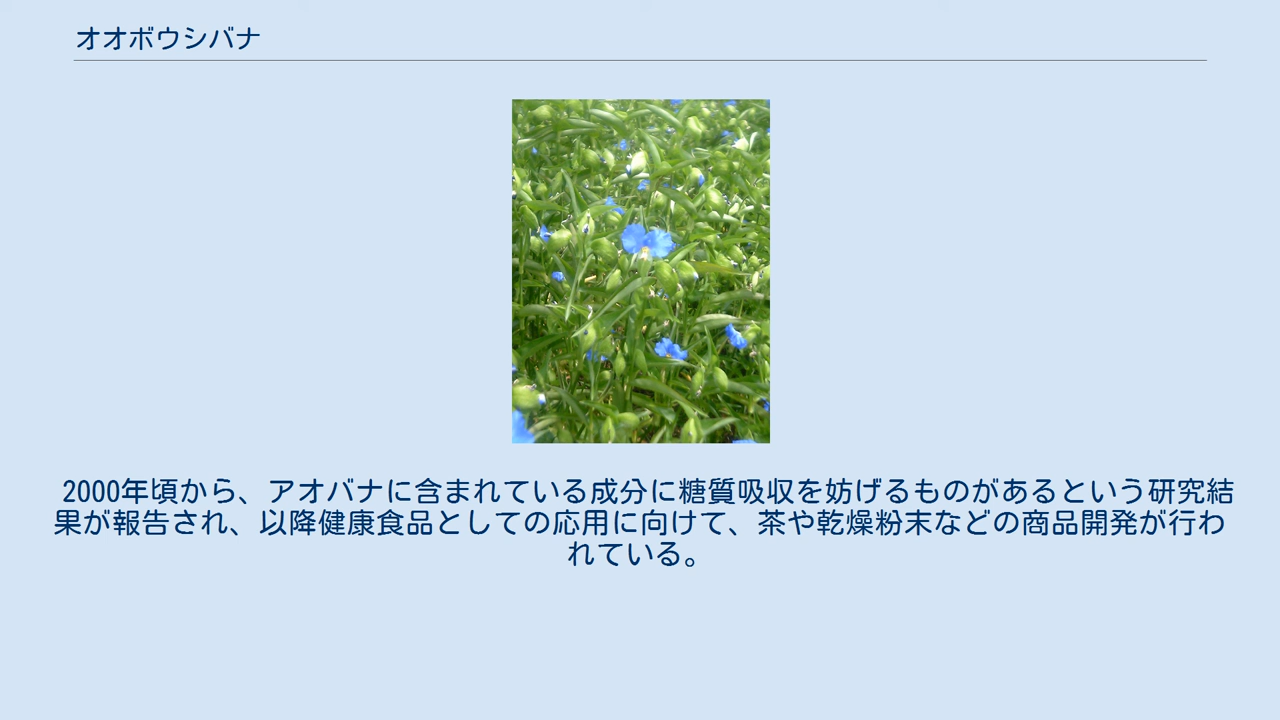 オオボウシバナ
2000年頃から、アオバナに含まれている成分に糖質吸収を妨げるものがあるという研究結
果が報告され、以降健康食品としての応用に向けて、茶や乾燥粉末などの商品開発が行わ
れている。